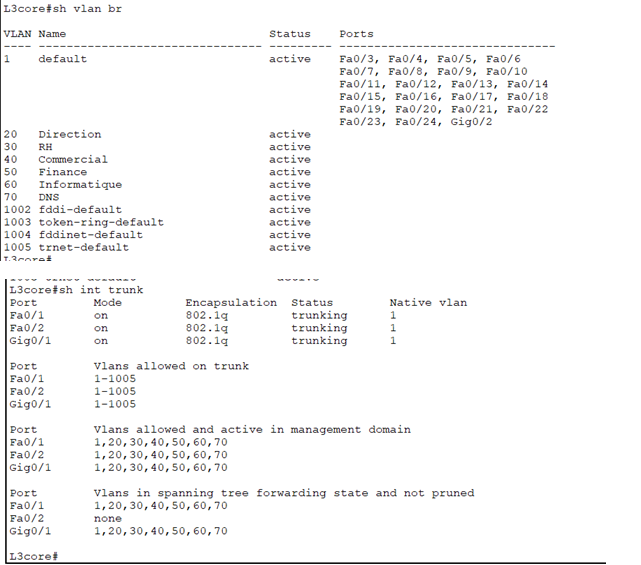 L3core#sh vlan br
VLAN Name Status Ports
---- -------------------------------- --------- -------------------------------
1 default active Fa0/3, Fa0/4, Fa0/5, Fa0/6
Fa0/7, Fa0/8, Fa0/9, Fa0/10
Fa0/11, Fa0/12, Fa0/13, Fa0/14
Fa0/15, Fa0/16, Fa0/17, Fa0/18
Fa0/19, Fa0/20, Fa0/21, Fa0/22
Fa0/23, Fa0/24, Gig0/2
20 Direction active
30 RH active
40 Commercial active
50 Finance active
60 Informatique active
70 DNS active
1002 fddi-default active
1003 token-ring-default active
1004 fddinet-default active
1005 trnet-default active
L3core#
L3core#sh int trunk
Port Mode Encapsulation Status Native vlan
Fa0/1 on 802.1q trunking 1
Fa0/2 on 802.1q trunking 1
Gig0/1 on 802.1q trunking 1
Port Vlans allowed on trunk
Fa0/1 1-1005
Fa0/2 1-1005
Gig0/1 1-1005
Port Vlans allowed and active in management domain
Fa0/1 1,20,30,40,50,60,70
Fa0/2 1,20,30,40,50,60,70
Gig0/1 1,20,30,40,50,60,70
Port Vlans in spanning tree forwarding state and not pruned
Fa0/1 1,20,30,40,50,60,70
Fa0/2 none
Gig0/1 1,20,30,40,50,60,70
L3core#